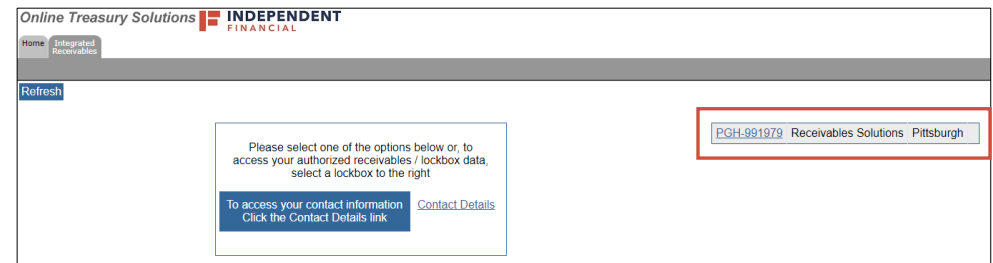 Online Treasury Solutions INDEPENDENT
FINANCIAL
Home Integrated
Receivables
Refresh
PGH-991979 Receivables Solutions Pittsburgh
Please select one of the options below or, to
access your authorized receivables / lockbox data,
select a lockbox to the right
To access your contact information Contact Details
Click the Contact Details link